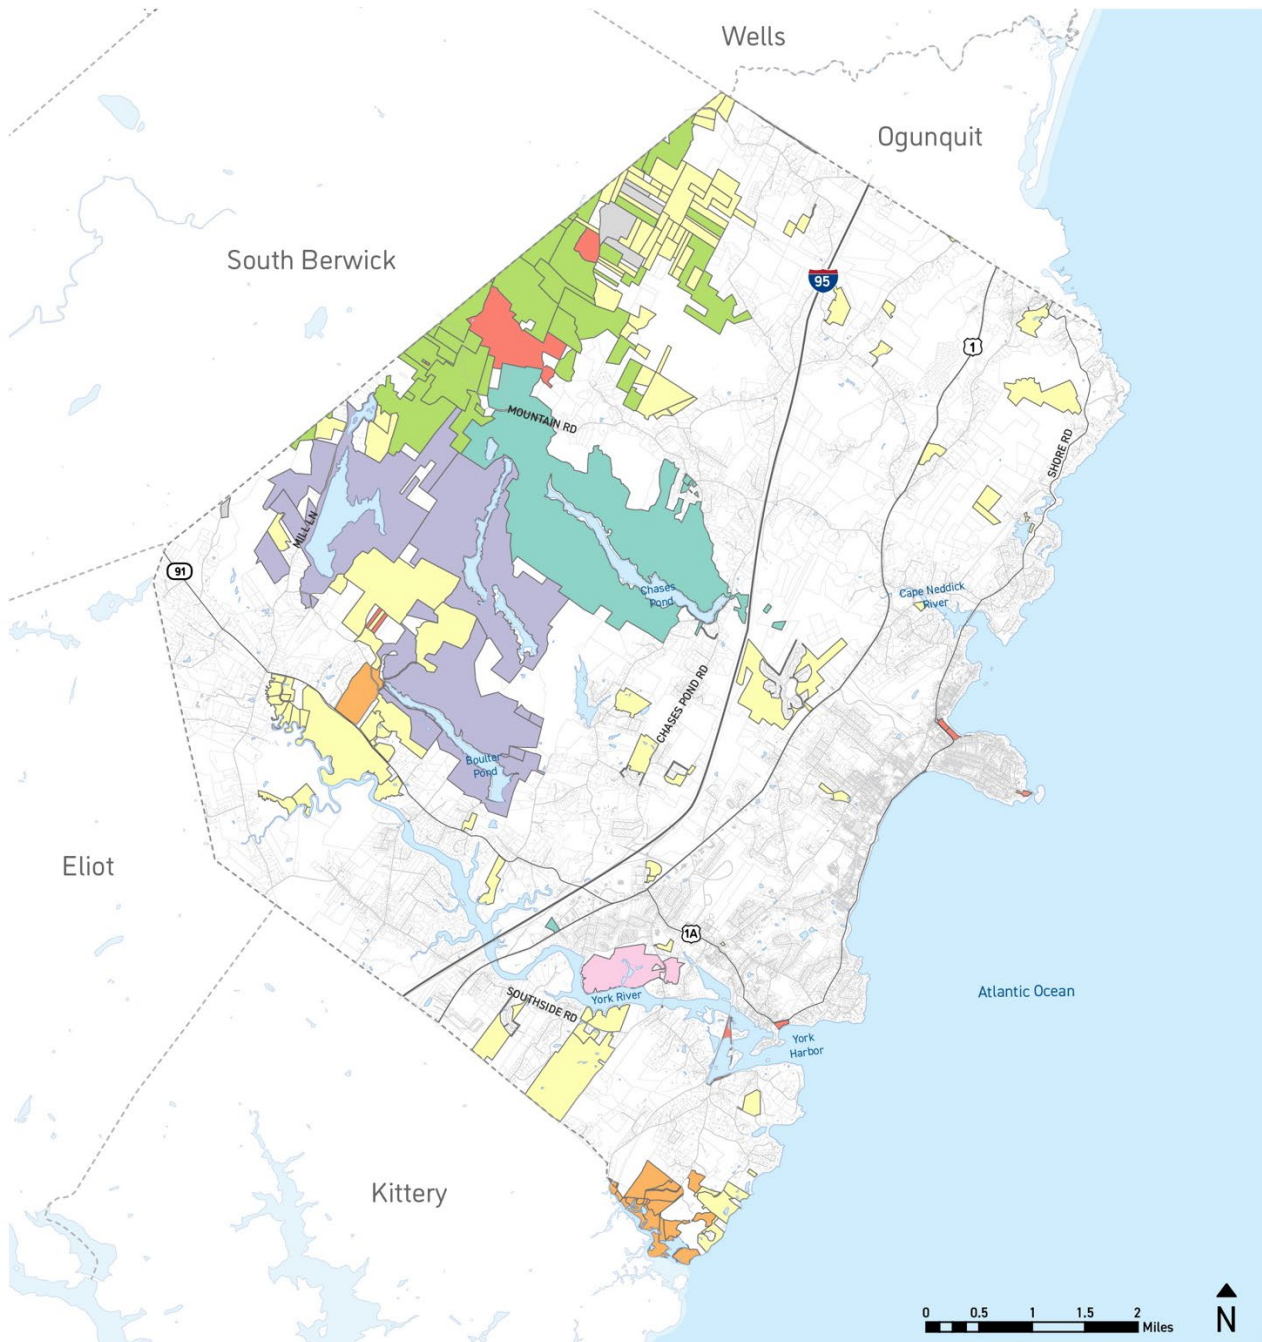 Wells
Ogunquit
South Berwick
95
1
MOUNTAIN RD
SHORE RD
MILL LN
91
Chases
Pond
Cape Neddick
River
CHASES POND RD
Boulter
Pond
Eliot
1A
SOUTHSIDE RD
York River
Atlantic Ocean
York
Harbor
Kittery
0 0.5 1 1.5 2
Miles
N